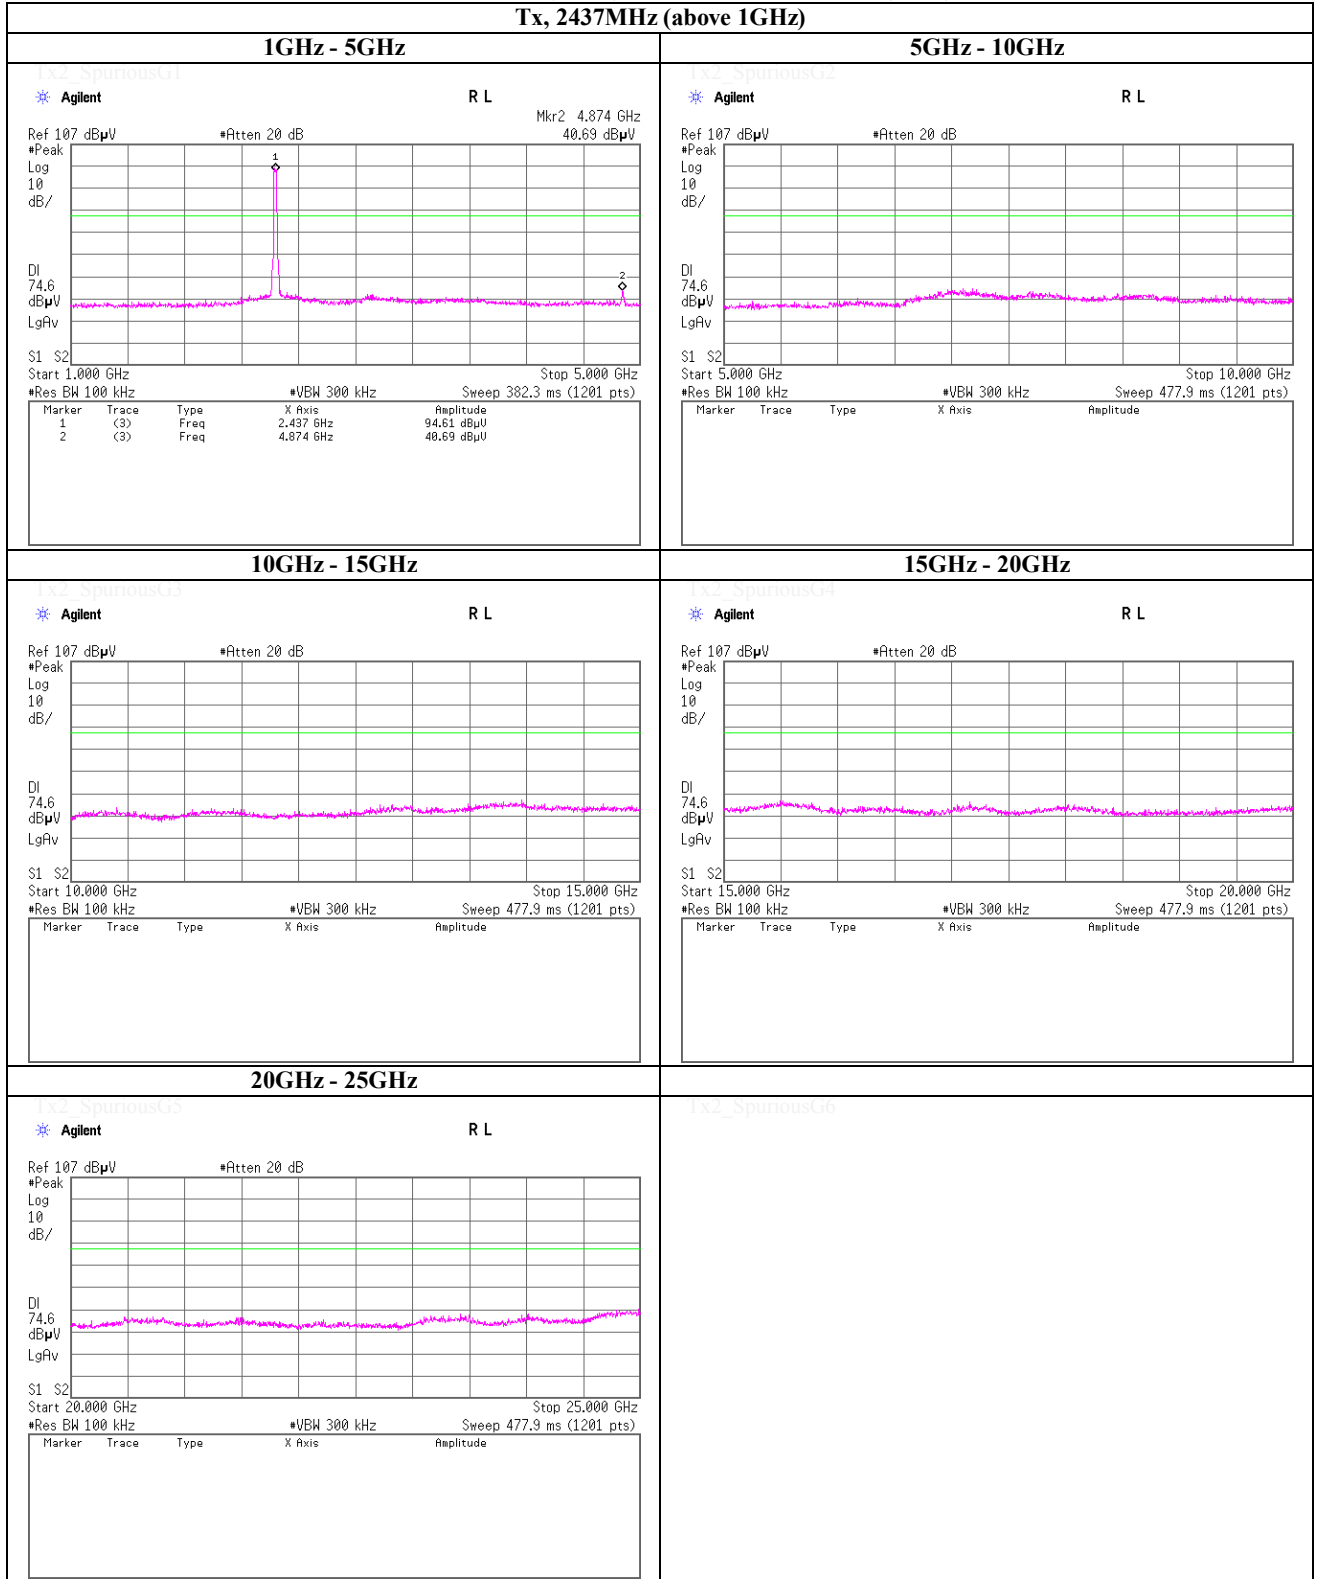 Tx, 2437MHz (above 1GHz)
1GHz - 5GHz
Tx2_SpuriousG1
Agilent
R L
Mkr2 4.874 GHz
Ref 107 dBµV #Atten 20 dB 40.69 dBµV
#Peak
Log
10
dB/
1
2
DI
74.6
dBµV
LgAv
S1 S2
Start 1.000 GHz Stop 5.000 GHz
#Res BW 100 kHz #VBW 300 kHz Sweep 382.3 ms (1201 pts)
Marker Trace Type X Axis Amplitude
1 (3) Freq 2.437 GHz 94.61 dBµV
2 (3) Freq 4.874 GHz 40.69 dBµV
5GHz - 10GHz
Tx2_SpuriousG2
Agilent
R L
Ref 107 dBµV #Atten 20 dB
#Peak
Log
10
dB/
DI
74.6
dBµV
LgAv
S1 S2
Start 5.000 GHz Stop 10.000 GHz
#Res BW 100 kHz #VBW 300 kHz Sweep 477.9 ms (1201 pts)
Marker Trace Type X Axis Amplitude
10GHz - 15GHz
Tx2_SpuriousG3
Agilent
R L
Ref 107 dBµV #Atten 20 dB
#Peak
Log
10
dB/
DI
74.6
dBµV
LgAv
S1 S2
Start 10.000 GHz Stop 15.000 GHz
#Res BW 100 kHz #VBW 300 kHz Sweep 477.9 ms (1201 pts)
Marker Trace Type X Axis Amplitude
15GHz - 20GHz
Tx2_SpuriousG4
Agilent
R L
Ref 107 dBµV #Atten 20 dB
#Peak
Log
10
dB/
DI
74.6
dBµV
LgAv
S1 S2
Start 15.000 GHz Stop 20.000 GHz
#Res BW 100 kHz #VBW 300 kHz Sweep 477.9 ms (1201 pts)
Marker Trace Type X Axis Amplitude
20GHz - 25GHz
Tx2_SpuriousG5
Agilent
R L
Ref 107 dBµV #Atten 20 dB
#Peak
Log
10
dB/
DI
74.6
dBµV
LgAv
S1 S2
Start 20.000 GHz Stop 25.000 GHz
#Res BW 100 kHz #VBW 300 kHz Sweep 477.9 ms (1201 pts)
Marker Trace Type X Axis Amplitude
Tx2_SpuriousG6